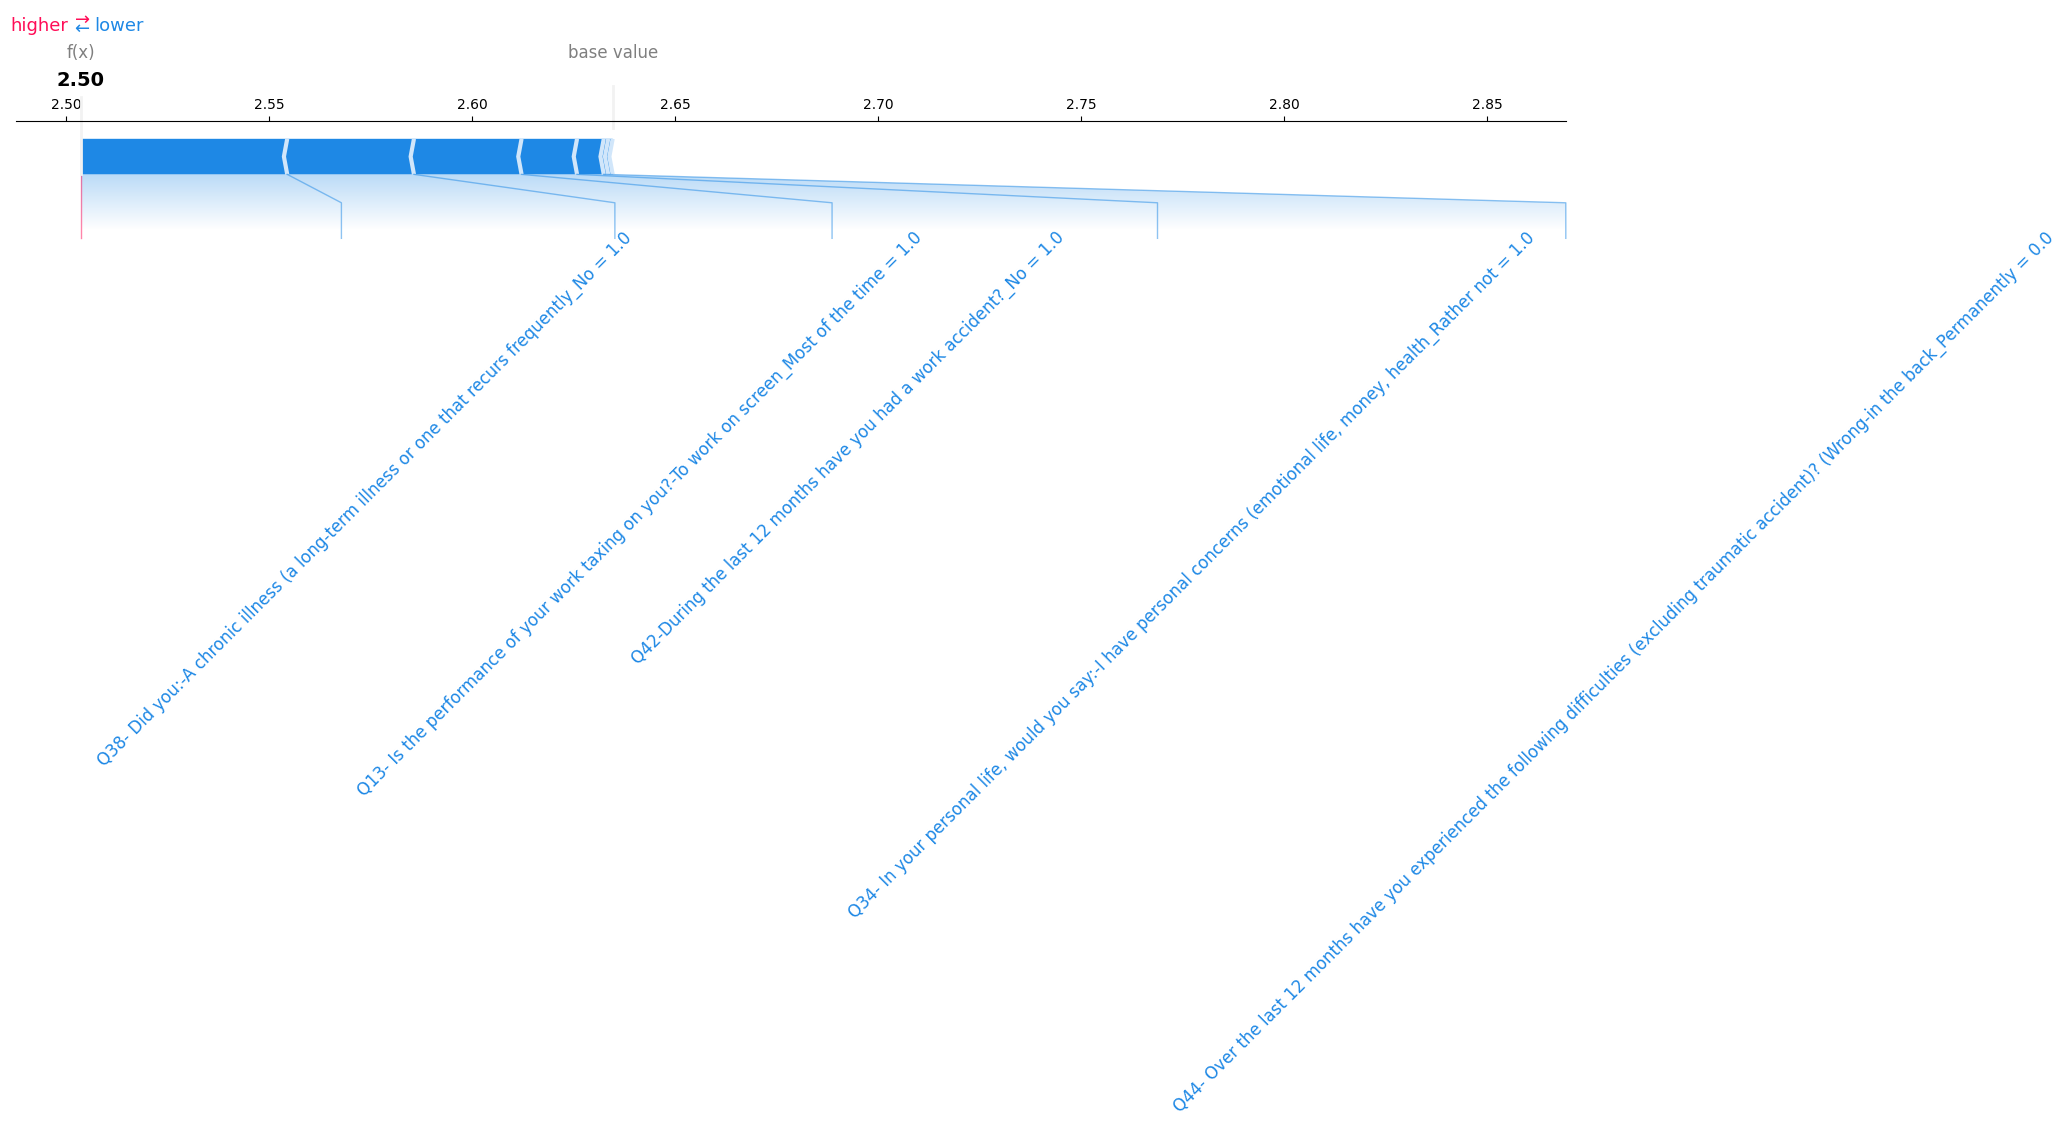 higher ⇄ lower
f(x)
base value
2.50
2.50 2.55 2.60 2.65 2.70 2.75 2.80 2.85
Q38- Did you:-A chronic illness (a long-term illness or one that recurs frequently_No = 1.0
Q13- Is the performance of your work taxing on you?-To work on screen_Most of the time = 1.0
Q42-During the last 12 months have you had a work accident?_No = 1.0
Q34- In your personal life, would you say:-I have personal concerns (emotional life, money, health_Rather not = 1.0
Q44- Over the last 12 months have you experienced the following difficulties (excluding traumatic accident)? (Wrong-in the back_Permanently = 0.0